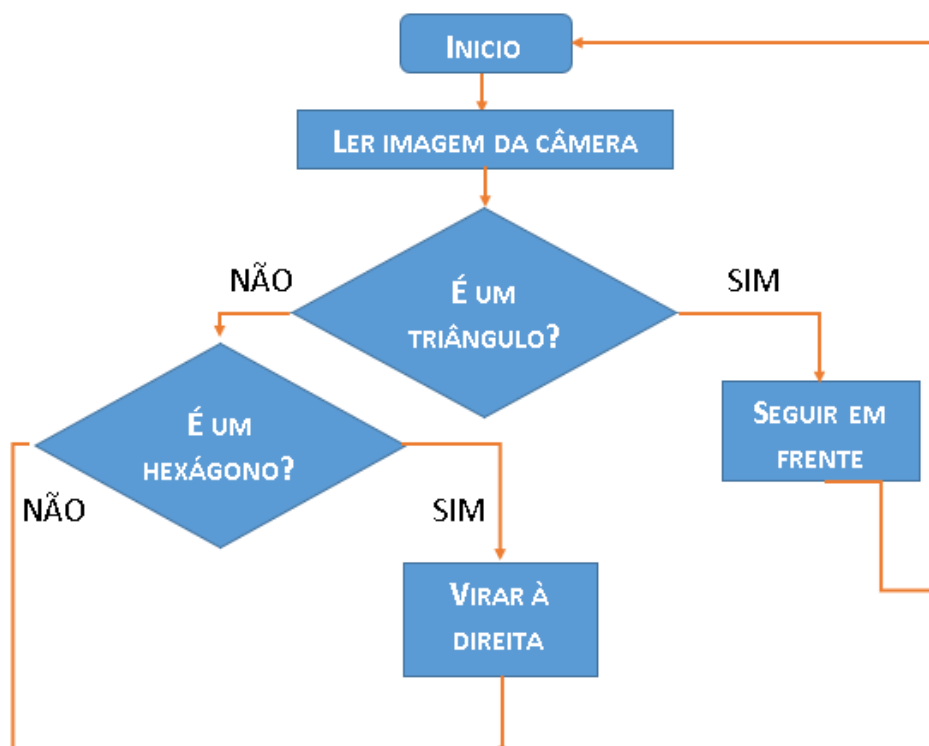 INICIO
LER IMAGEM DA CÂMERA
NÃO
SIM
É UM
TRIÂNGULO?
É UM
HEXÁGONO?
SEGUIR EM
FRENTE
NÃO
SIM
VIRAR À
DIREITA